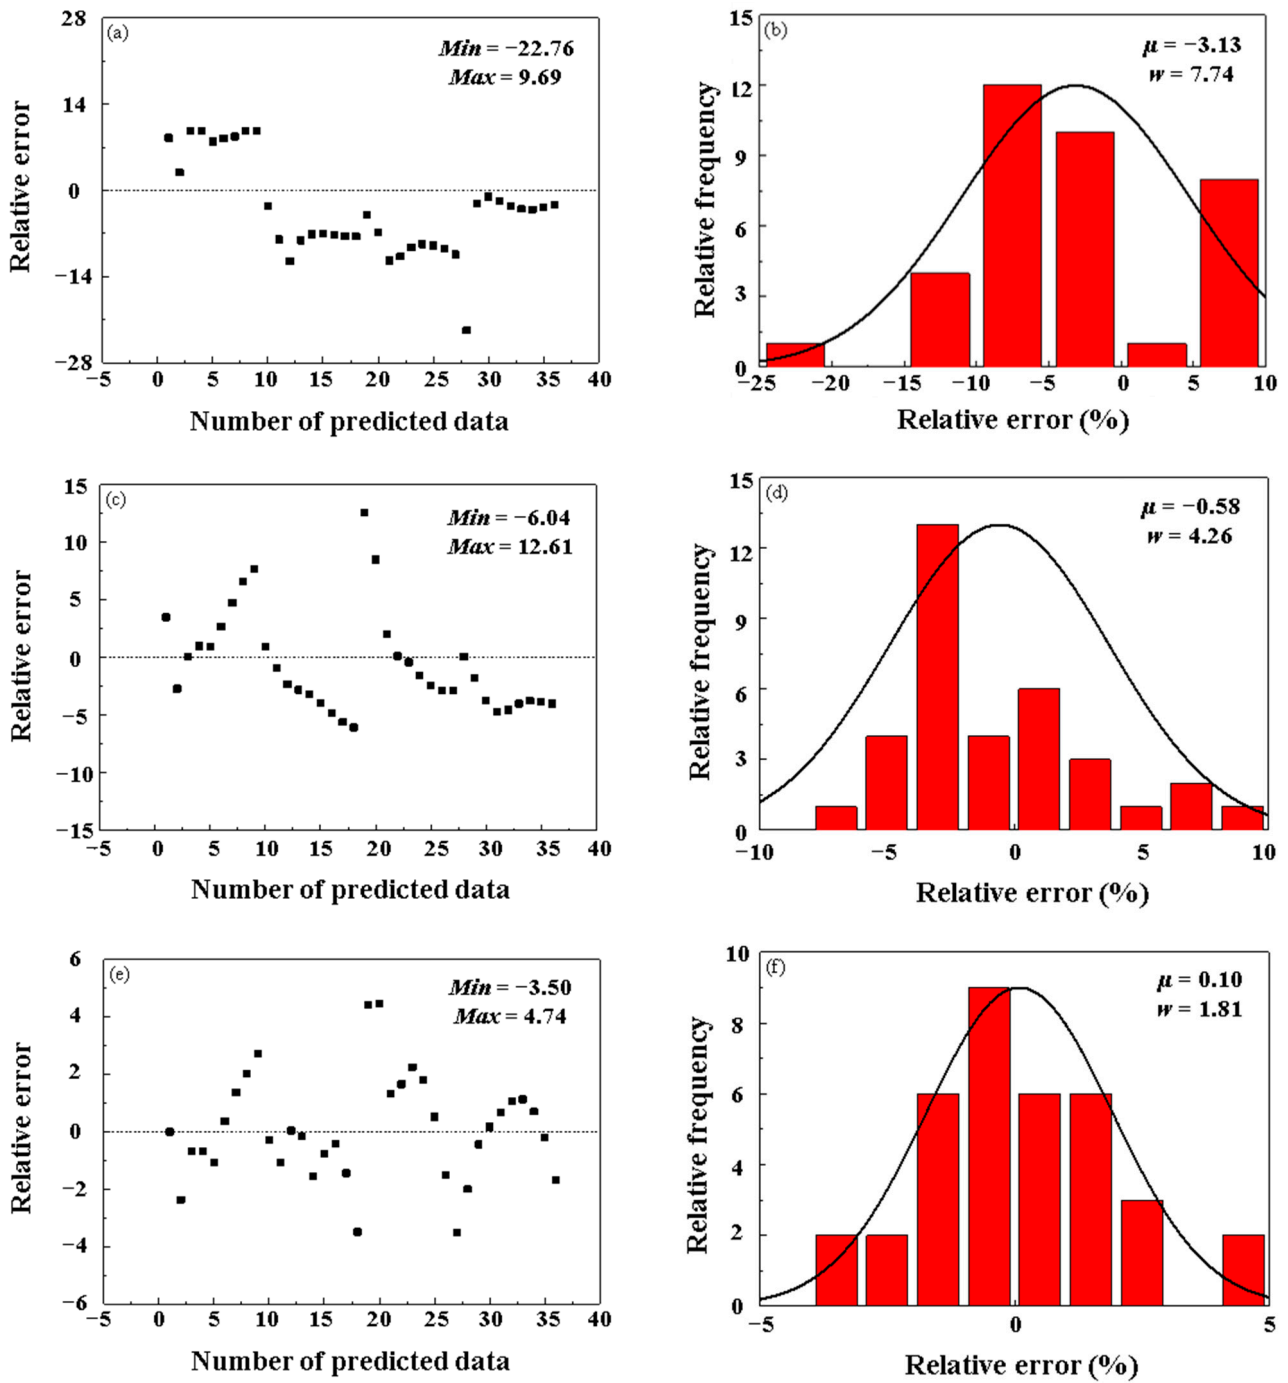 (a)
Min = −22.76
Max = 9.69
28
14
0
−14
−28
−5 0 5 10 15 20 25 30 35 40
Relative error
Number of predicted data
(b)
μ = −3.13
w = 7.74
15
12
9
6
3
0
−25 −20 −15 −10 −5 0 5 10
Relative frequency
Relative error (%)
(c)
Min = −6.04
Max = 12.61
15
10
5
0
−5
−10
−15
−5 0 5 10 15 20 25 30 35 40
Relative error
Number of predicted data
(d)
μ = −0.58
w = 4.26
15
12
9
6
3
0
−10 −5 0 5 10
Relative frequency
Relative error (%)
(e)
Min = −3.50
Max = 4.74
6
4
2
0
−2
−4
−6
−5 0 5 10 15 20 25 30 35 40
Relative error
Number of predicted data
(f)
μ = 0.10
w = 1.81
10
8
6
4
2
0
−5 0 5
Relative frequency
Relative error (%)